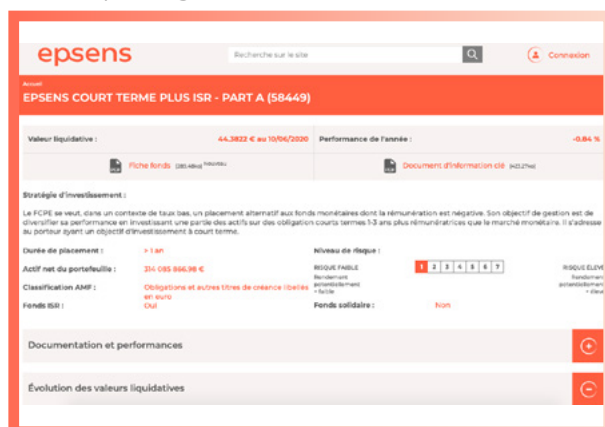 epsens
Recherche sur le site
Connexion
Accueil
EPSENS COURT TERME PLUS ISR - PART A (58449)
Valeur liquidative : 44.3822 € au 10/06/2020 Performance de l'année : -0.84 %
Fiche fonds Nouveau Document d'information clé
Stratégie d'investissement :
Le FCPE se veut, dans un contexte de taux bas, un placement alternatif aux fonds monétaires dont la rémunération est négative. Son objectif de gestion est de
diversifier sa performance en investissant une partie des actifs sur des obligation courts termes 1-3 ans plus rémunératrices que le marché monétaire. Il s'adresse
au porteur ayant un objectif d'investissement à court terme.
Durée de placement : > 1 an Niveau de risque :
Actif net du portefeuille : 314 085 866.98 € RISQUE FAIBLE 1 2 3 4 5 6 7 RISQUE ÉLEVÉ
Rendement Rendement
potentiellement potentiellement
Classification AMF : Obligations et autres titres de créance libellés
en euro
= faible = élevé
Fonds ISR : Oui Fonds solidaire : Non
Documentation et performances
Évolution des valeurs liquidatives